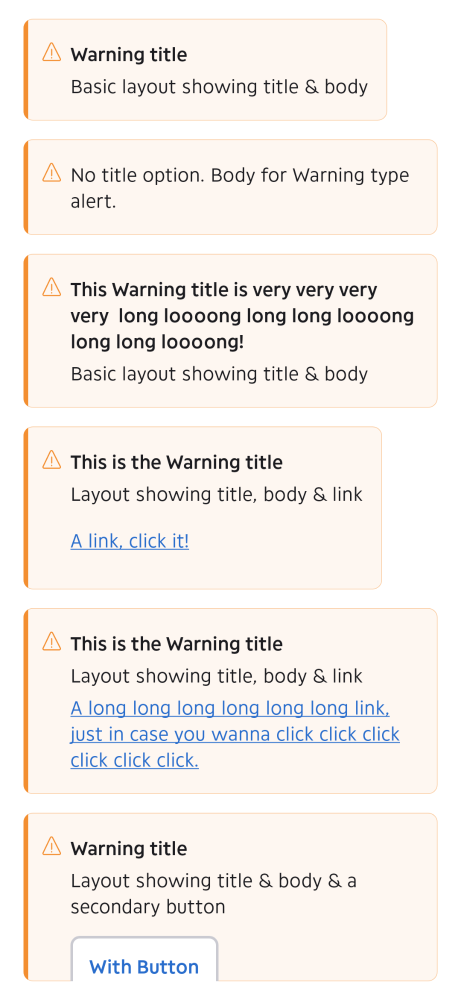 Warning title
Basic layout showing title & body
No title option. Body for Warning type
alert.
This Warning title is very very very
very  long loooong long long loooong
long long loooong!
Basic layout showing title & body
This is the Warning title
Layout showing title, body & link
A link, click it!
This is the Warning title
Layout showing title, body & link
A long long long long long long link,
just in case you wanna click click click
click click click.
Warning title
Layout showing title & body & a
secondary button
With Button